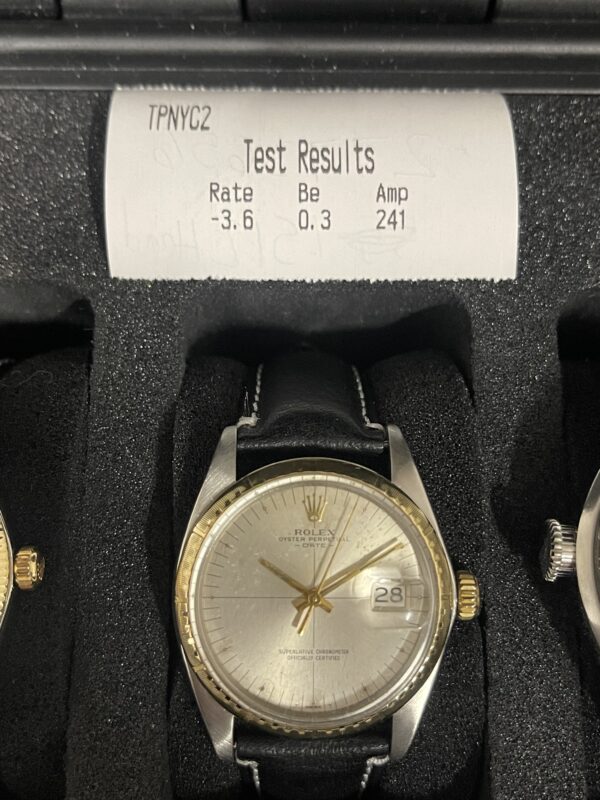 TPNYC2
Test Results
Rate Be Amp
-3.6 0.3 241
ROLEX
OYSTER PERPETUAL
-DATE-
28
SUPERLATIVE CHRONOMETER
OFFICIALLY CERTIFIED